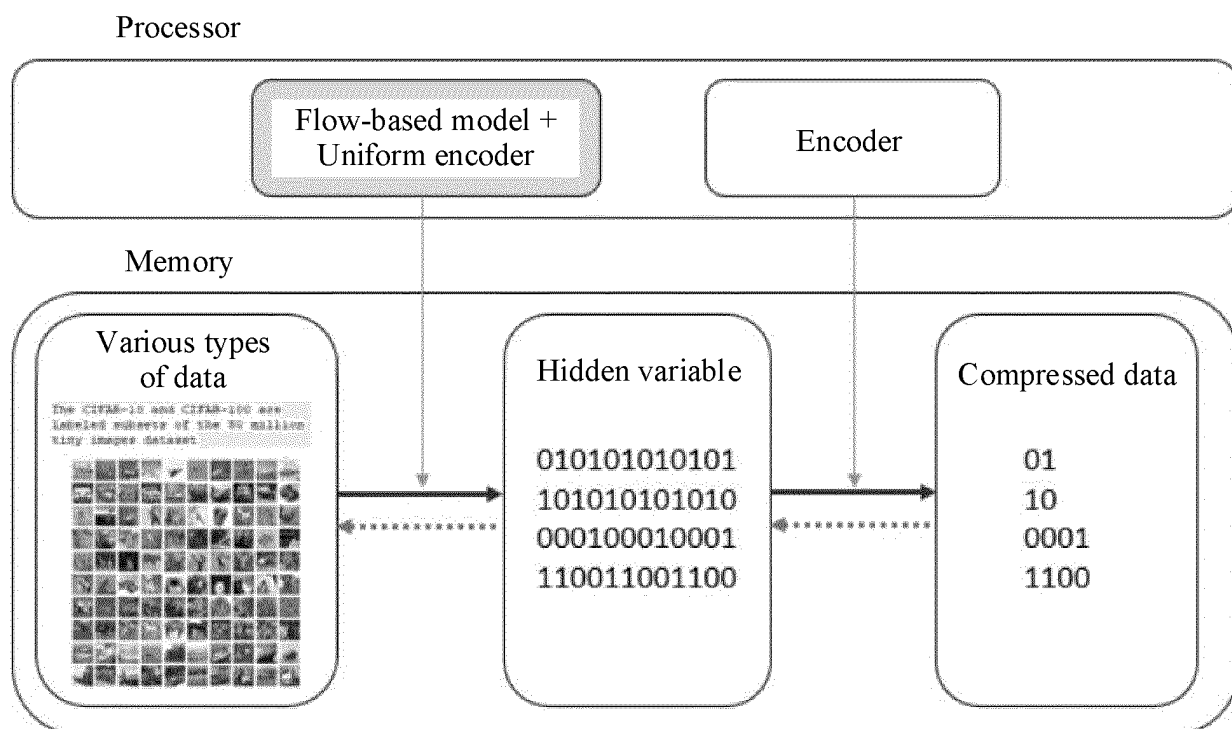 Processor
Flow-based model +
Uniform encoder
Encoder
Memory
Various types
of data
The CIFAR-10 and CIFAR-100 are
labeled subsets of the 80 million
tiny images dataset
Hidden variable
010101010101
101010101010
000100010001
110011001100
Compressed data
01
10
0001
1100